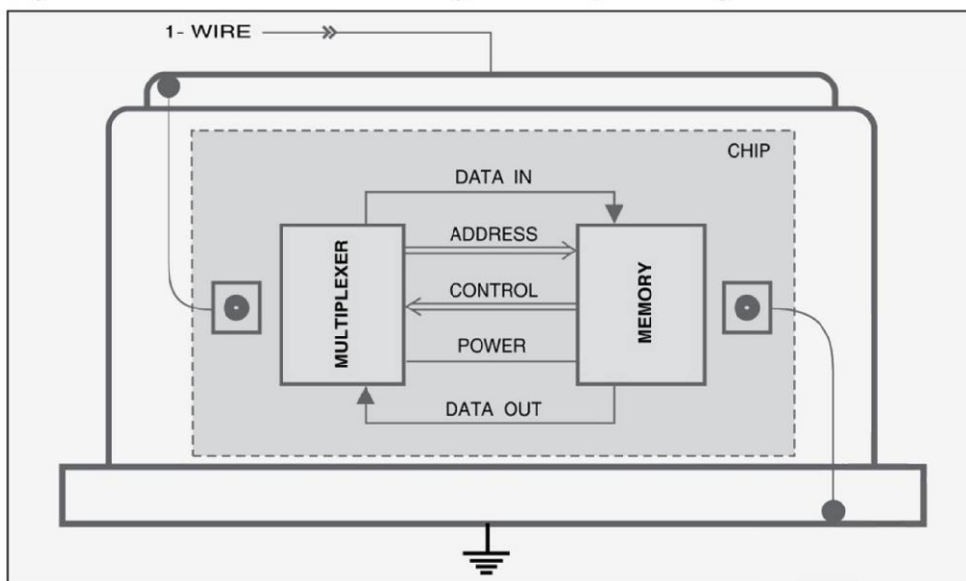 1- WIRE
CHIP
DATA IN
ADDRESS
MULTIPLEXER
CONTROL
MEMORY
POWER
DATA OUT